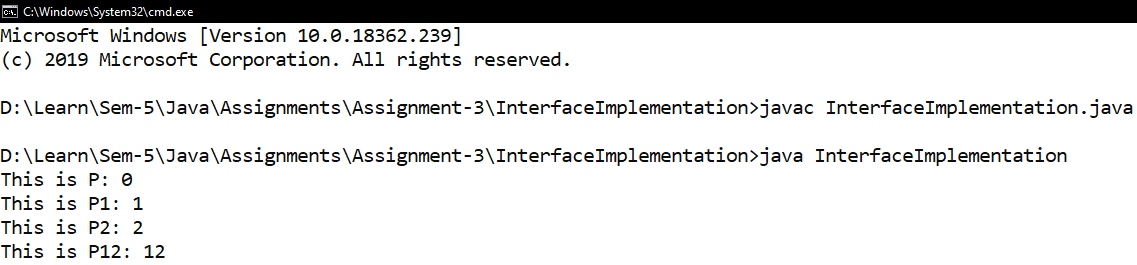 C:\Windows\System32\cmd.exe
Microsoft Windows [Version 10.0.18362.239]
(c) 2019 Microsoft Corporation. All rights reserved.
D:\Learn\Sem-5\Java\Assignments\Assignment-3\InterfaceImplementation>javac InterfaceImplementation.java
D:\Learn\Sem-5\Java\Assignments\Assignment-3\InterfaceImplementation>java InterfaceImplementation
This is P: 0
This is P1: 1
This is P2: 2
This is P12: 12